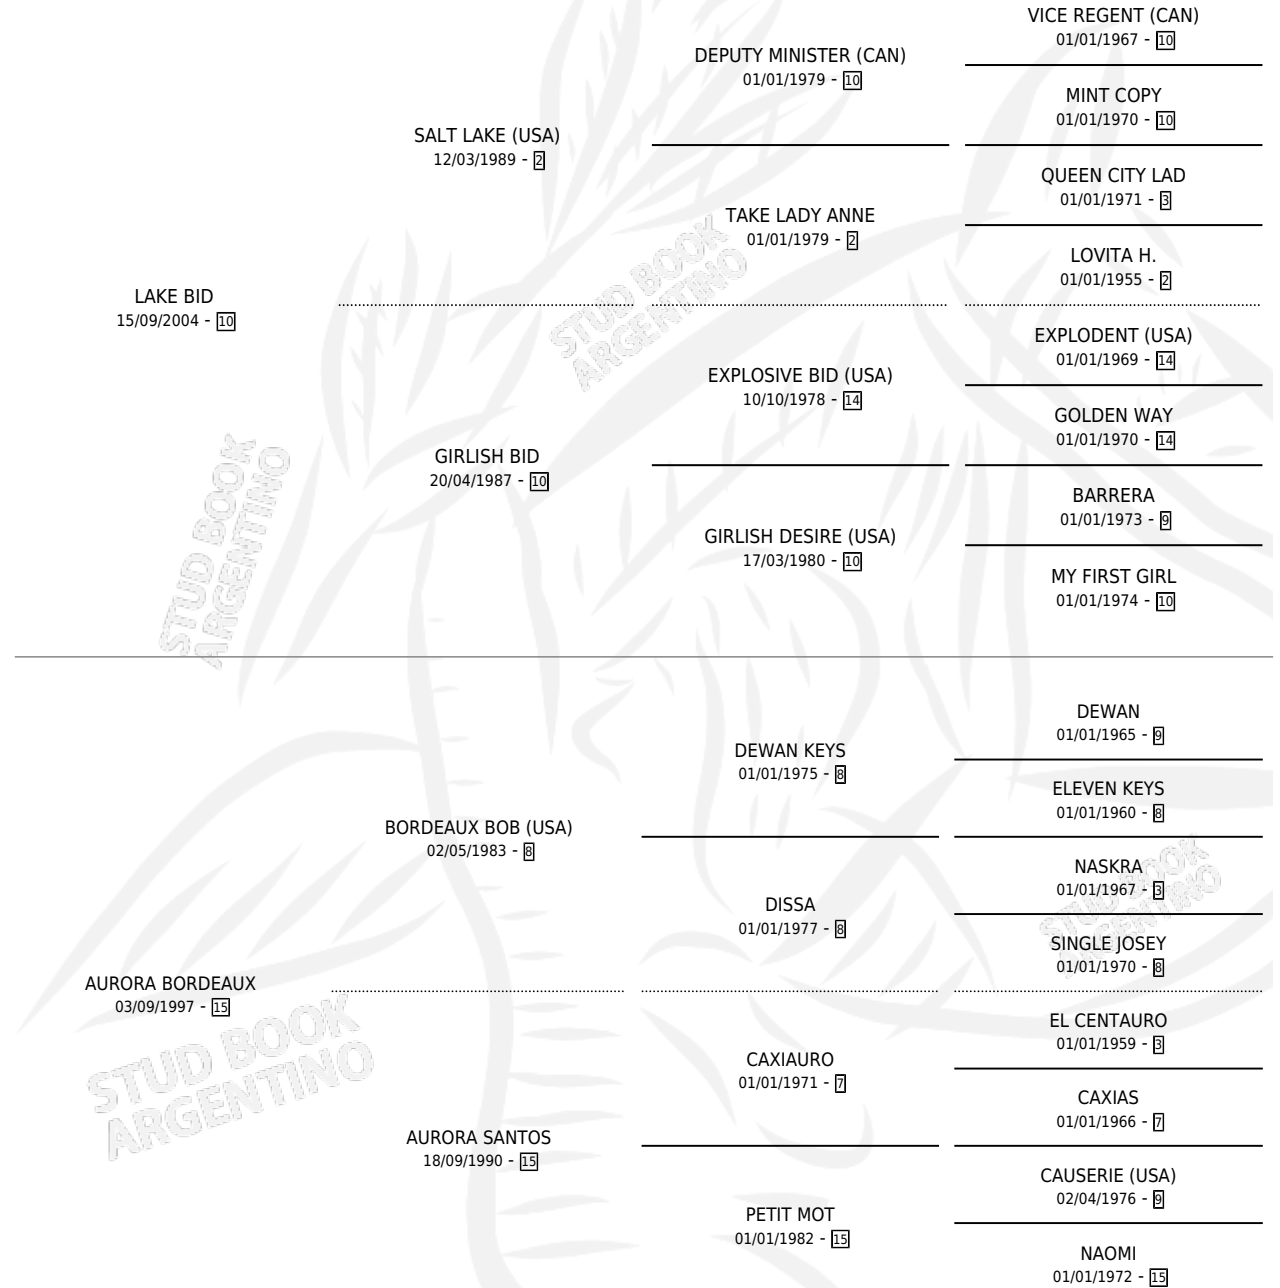 VICE REGENT (CAN)
01/01/1967 - 10
DEPUTY MINISTER (CAN)
01/01/1979 - 10
MINT COPY
01/01/1970 - 10
SALT LAKE (USA)
12/03/1989 - 2
QUEEN CITY LAD
01/01/1971 - 3
TAKE LADY ANNE
01/01/1979 - 2
LOVITA H.
01/01/1955 - 2
LAKE BID
15/09/2004 - 10
EXPLODENT (USA)
01/01/1969 - 14
EXPLOSIVE BID (USA)
10/10/1978 - 14
GOLDEN WAY
01/01/1970 - 14
GIRLISH BID
20/04/1987 - 10
BARRERA
01/01/1973 - 9
GIRLISH DESIRE (USA)
17/03/1980 - 10
MY FIRST GIRL
01/01/1974 - 10
DEWAN
01/01/1965 - 9
DEWAN KEYS
01/01/1975 - 8
ELEVEN KEYS
01/01/1960 - 8
BORDEAUX BOB (USA)
02/05/1983 - 8
NASKRA
01/01/1967 - 3
DISSA
01/01/1977 - 8
SINGLE JOSEY
01/01/1970 - 8
AURORA BORDEAUX
03/09/1997 - 15
EL CENTAURO
01/01/1959 - 3
CAXIAURO
01/01/1971 - 7
CAXIAS
01/01/1966 - 7
AURORA SANTOS
18/09/1990 - 15
CAUSERIE (USA)
02/04/1976 - 9
PETIT MOT
01/01/1982 - 15
NAOMI
01/01/1972 - 15
STUD BOOK
ARGENTINO
STUD BOOK
ARGENTINO
STUD BOOK
ARGENTINO
STUD BOOK
ARGENTINO